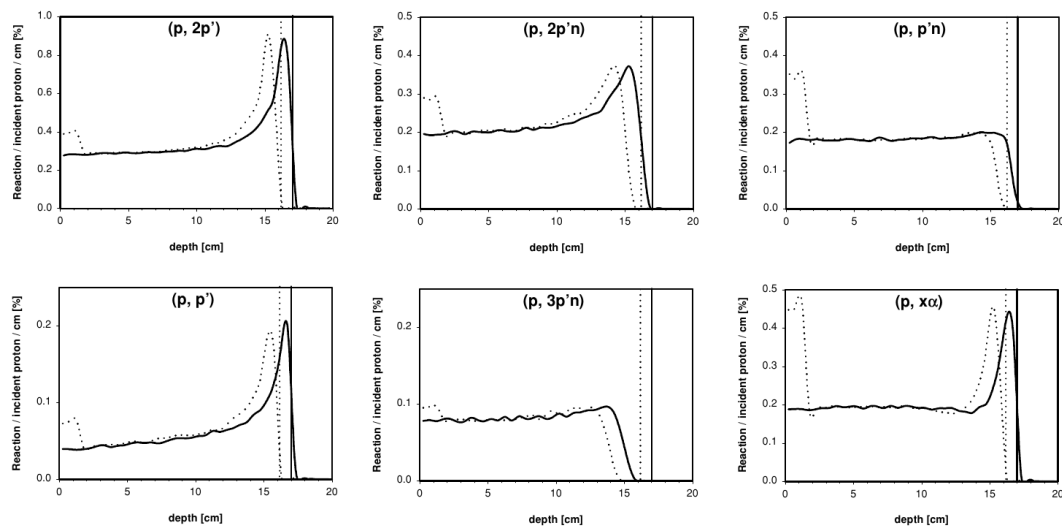 (p, 2p')
Reaction / incident proton / cm [%]
1.0
0.8
0.6
0.4
0.2
0.0
0 5 10 15 20
depth [cm]
(p, 2p'n)
Reaction / incident proton / cm [%]
0.5
0.4
0.3
0.2
0.1
0.0
0 5 10 15 20
depth [cm]
(p, p'n)
Reaction / incident proton / cm [%]
0.5
0.4
0.3
0.2
0.1
0.0
0 5 10 15 20
depth [cm]
(p, p')
Reaction / incident proton / cm [%]
0.2
0.1
0.0
0 5 10 15 20
depth [cm]
(p, 3p'n)
Reaction / incident proton / cm [%]
0.2
0.1
0.0
0 5 10 15 20
depth [cm]
(p, xα)
Reaction / incident proton / cm [%]
0.5
0.4
0.3
0.2
0.1
0.0
0 5 10 15 20
depth [cm]